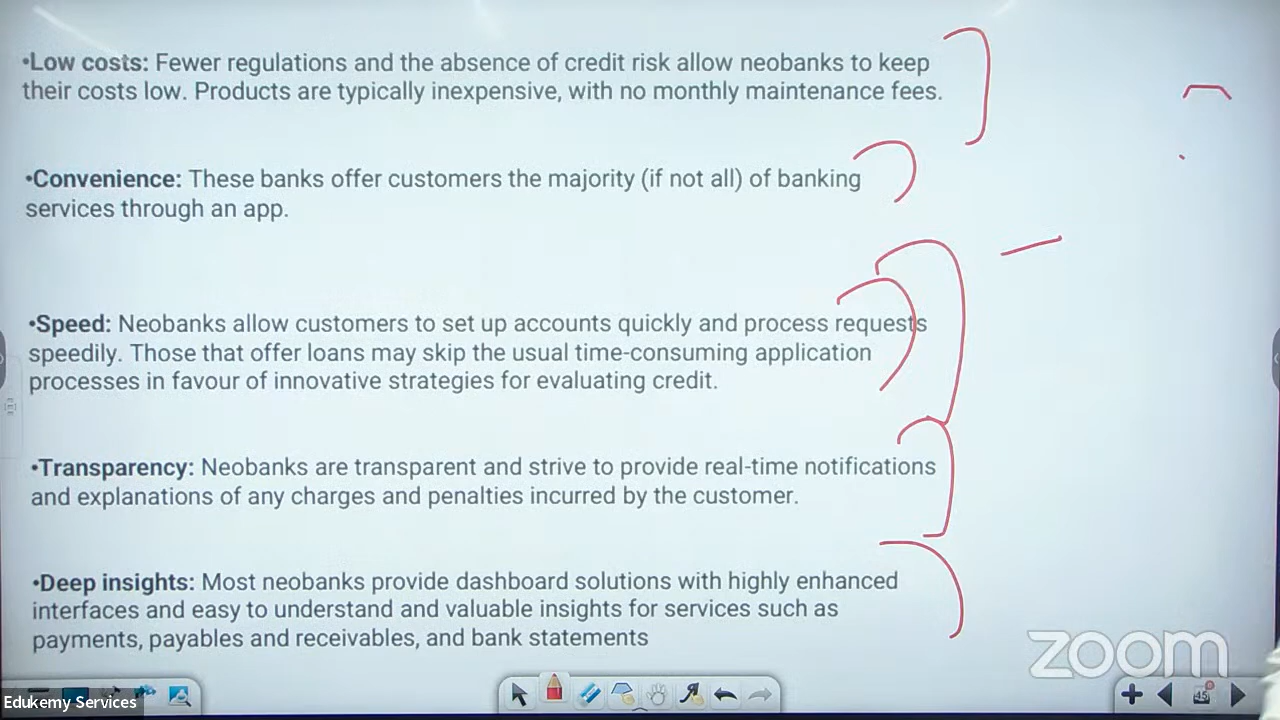 •Low costs: Fewer regulations and the absence of credit risk allow neobanks to keep
their costs low. Products are typically inexpensive, with no monthly maintenance fees.
•Convenience: These banks offer customers the majority (if not all) of banking
services through an app.
•Speed: Neobanks allow customers to set up accounts quickly and process requests
speedily. Those that offer loans may skip the usual time-consuming application
processes in favour of innovative strategies for evaluating credit.
•Transparency: Neobanks are transparent and strive to provide real-time notifications
and explanations of any charges and penalties incurred by the customer.
•Deep insights: Most neobanks provide dashboard solutions with highly enhanced
interfaces and easy to understand and valuable insights for services such as
payments, payables and receivables, and bank statements
zoom
45
Edukemy Services